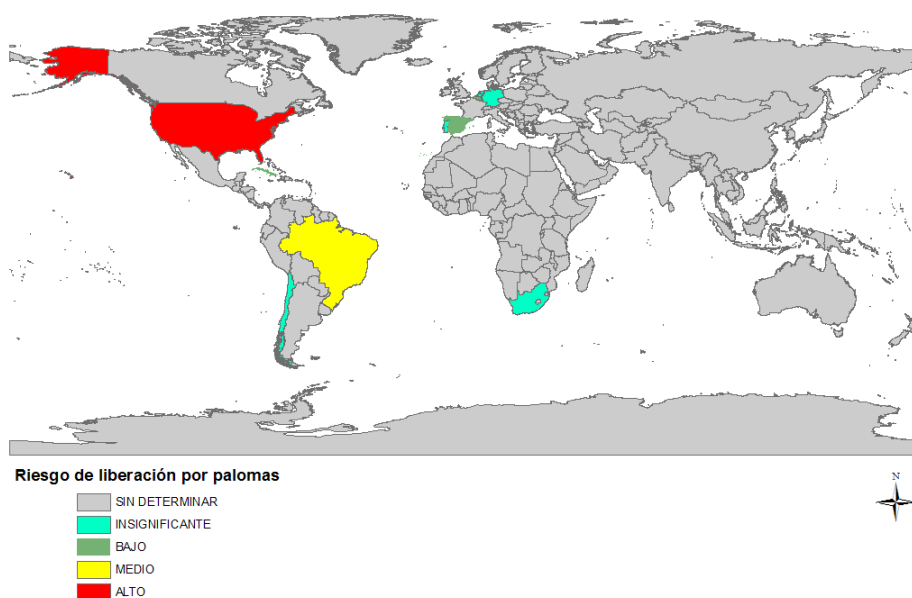 Riesgo de liberación por palomas
SIN DETERMINAR
INSIGNIFICANTE
BAJO
MEDIO
ALTO